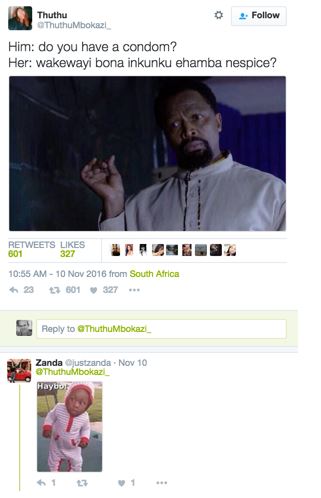 Thuthu
@ThuthuMbokazi_
Follow
Him: do you have a condom?
Her: wakewayi bona inkunku ehamba nespice?
RETWEETS LIKES
601 327
10:55 AM - 10 Nov 2016 from South Africa
23 601 327
Reply to @ThuthuMbokazi_
Zanda @justzanda · Nov 10
@ThuthuMbokazi_
Haybo!
1 1